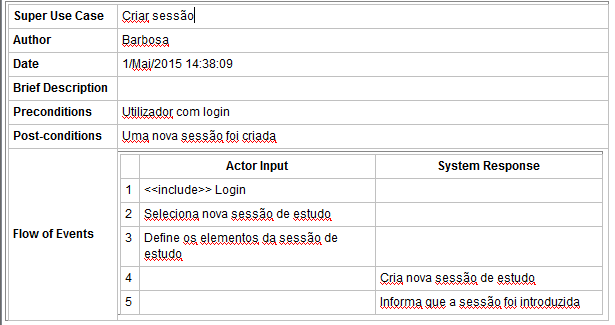 Super Use Case Criar sessão
Author Barbosa
Date 1/Mai/2015 14:38:09
Brief Description
Preconditions Utilizador com login
Post-conditions Uma nova sessão foi criada
Flow of Events
Actor Input System Response
1 <<include>> Login
2 Seleciona nova sessão de estudo
3 Define os elementos da sessão de
estudo
4 Cria nova sessão de estudo
5 Informa que a sessão foi introduzida